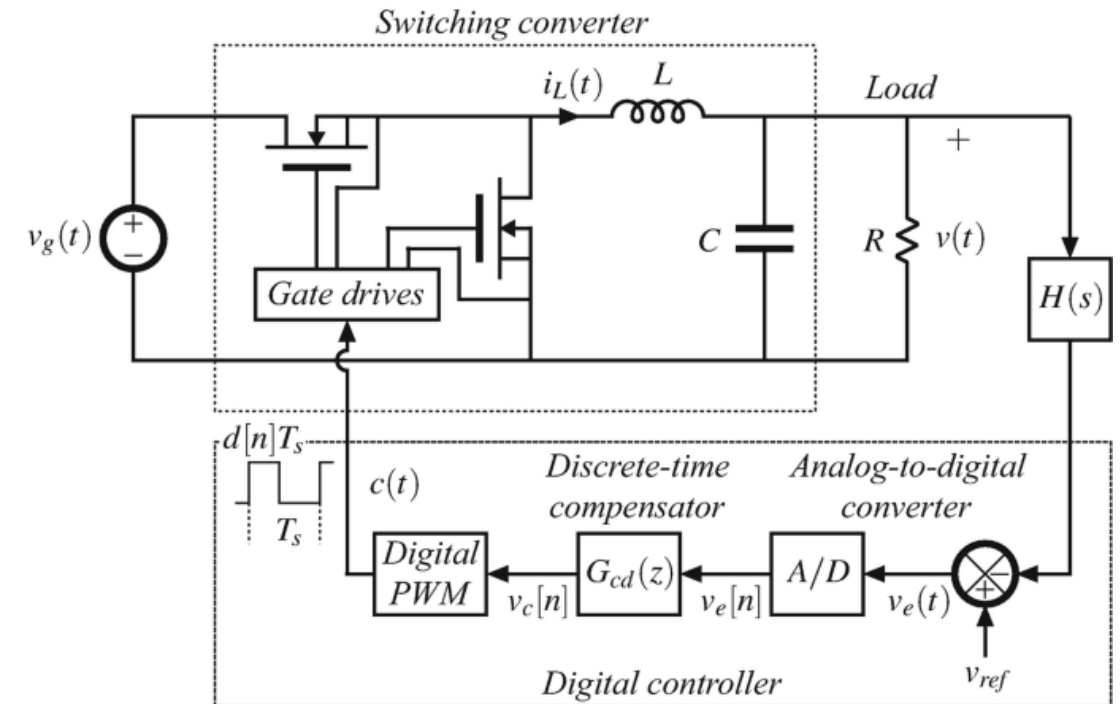 Switching converter
i_L(t)
L
Load
+
v_g(t)
+
−
C
R
v(t)
Gate drives
H(s)
d[n]T_s
T_s
c(t)
Discrete-time
compensator
Analog-to-digital
converter
Digital
PWM
v_c[n]
G_cd(z)
v_e[n]
A/D
v_e(t)
−
+
v_ref
Digital controller